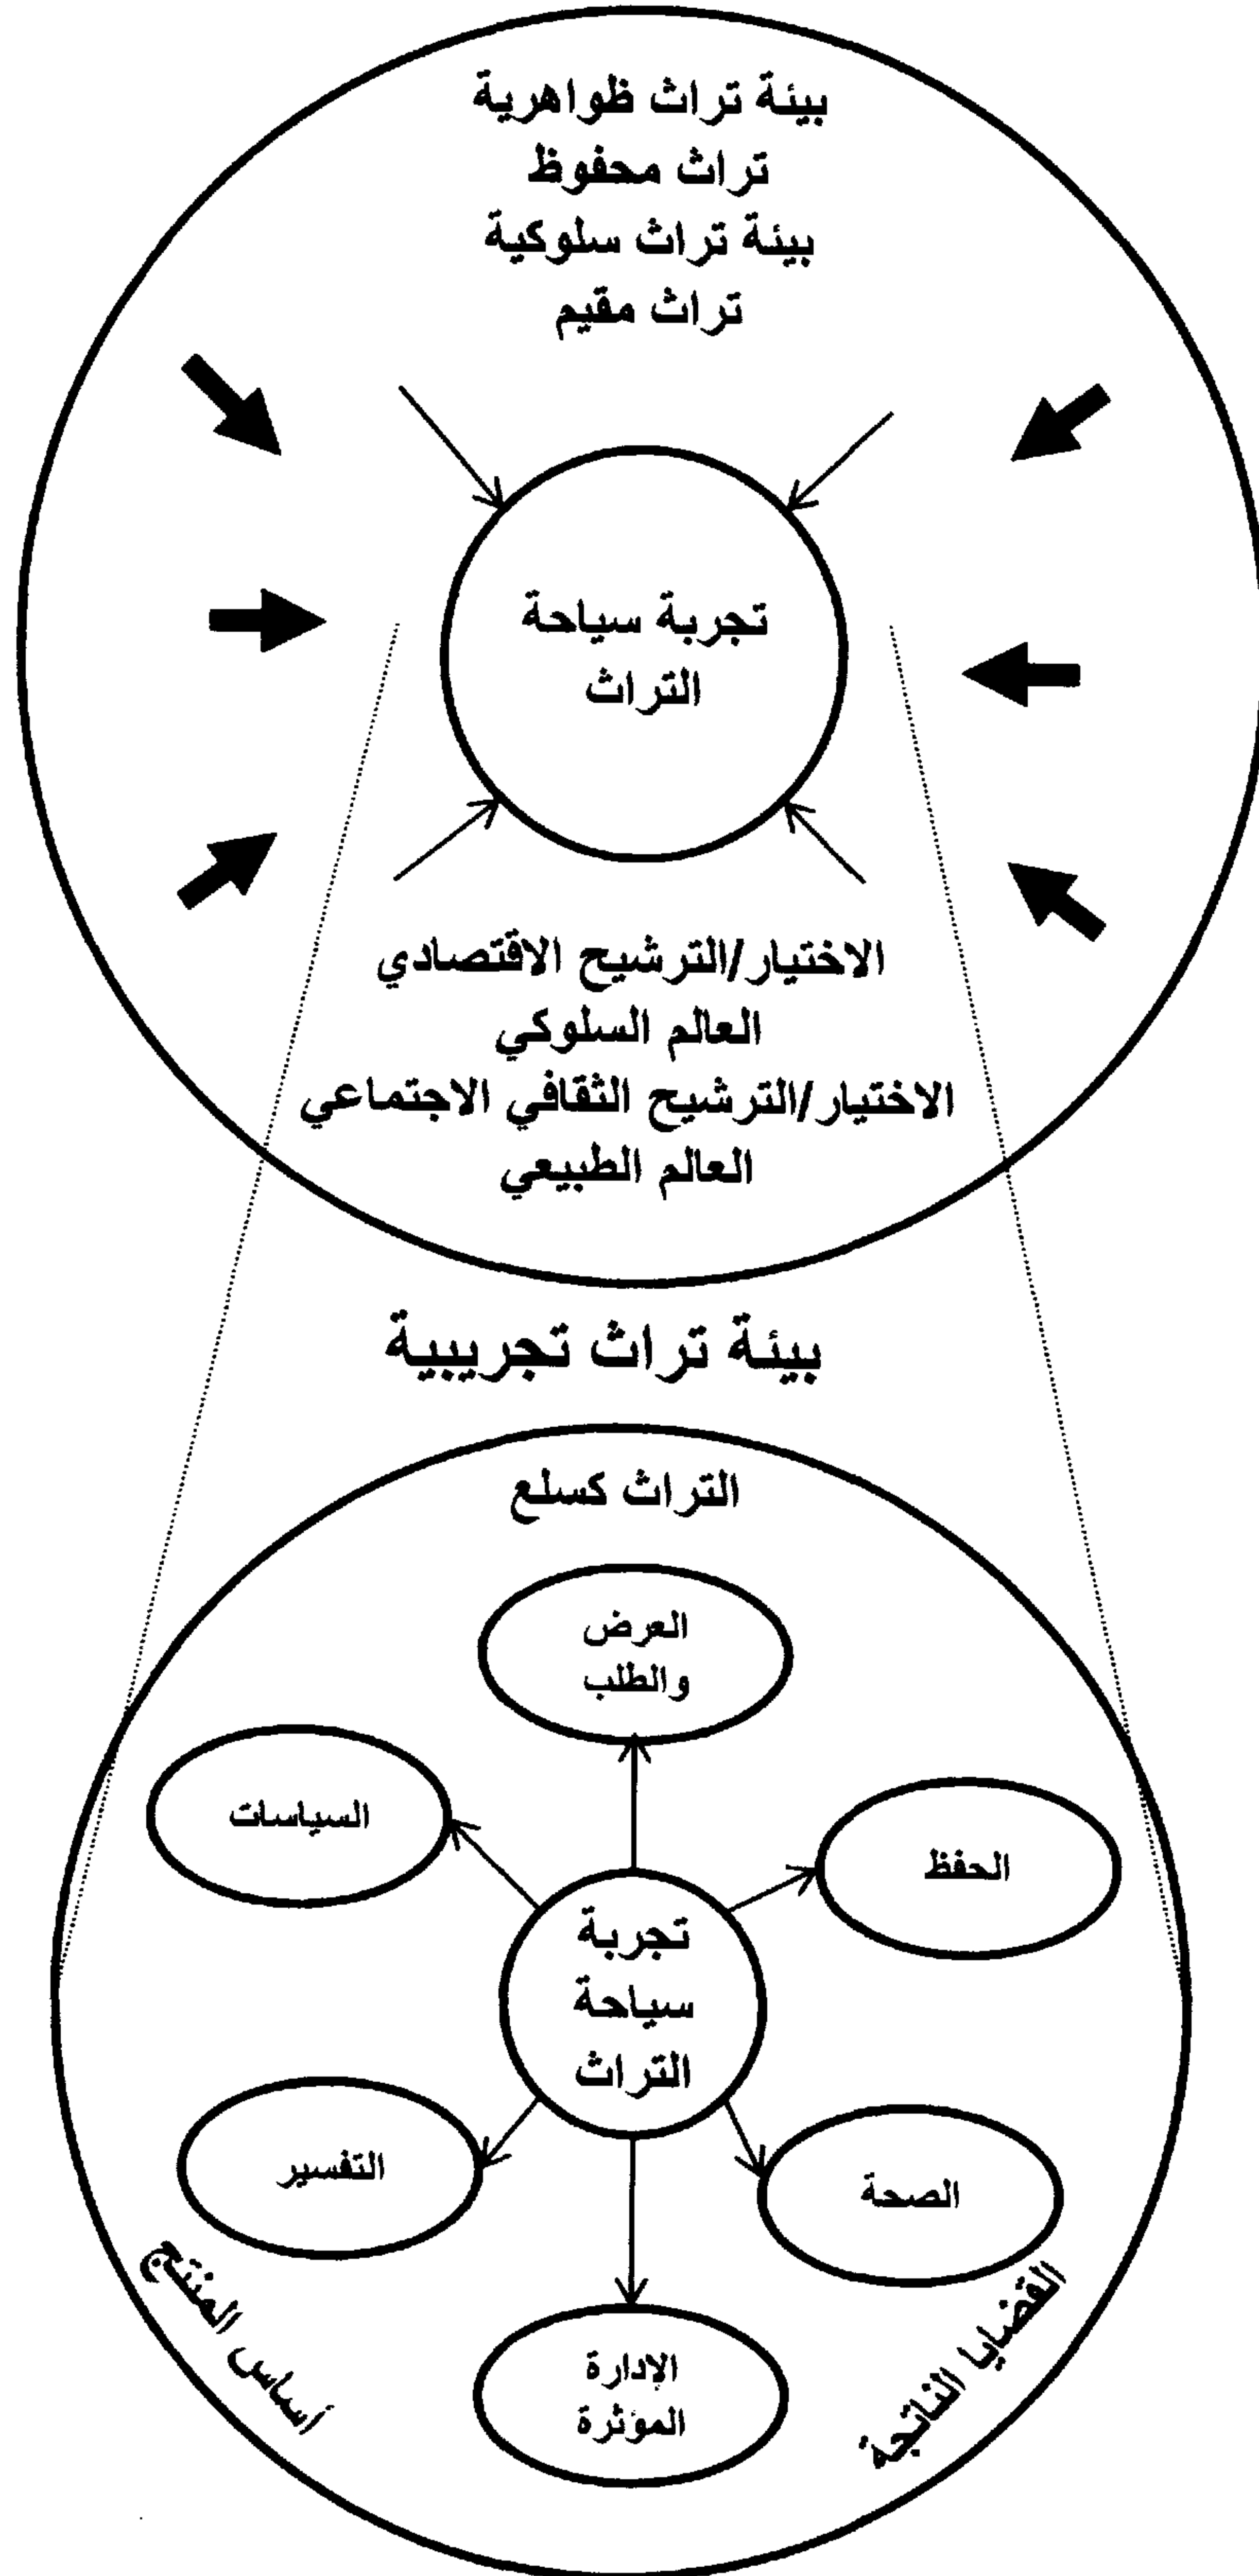 بيئة تراث ظواهرية
تراث محفوظ
بيئة تراث سلوكية
تراث مقيم
تجربة سياحة
التراث
الاختيار/الترشيح الاقتصادي
العالم السلوكي
الاختيار/الترشيح الثقافي الاجتماعي
العالم الطبيعي
بيئة تراث تجريبية
التراث كسلع
العرض
والطلب
السياسات
الحفظ
تجربة
سياحة
التراث
التفسير
الصحة
الإدارة
المؤثرة
أساس المنتج
القضايا الناتجة